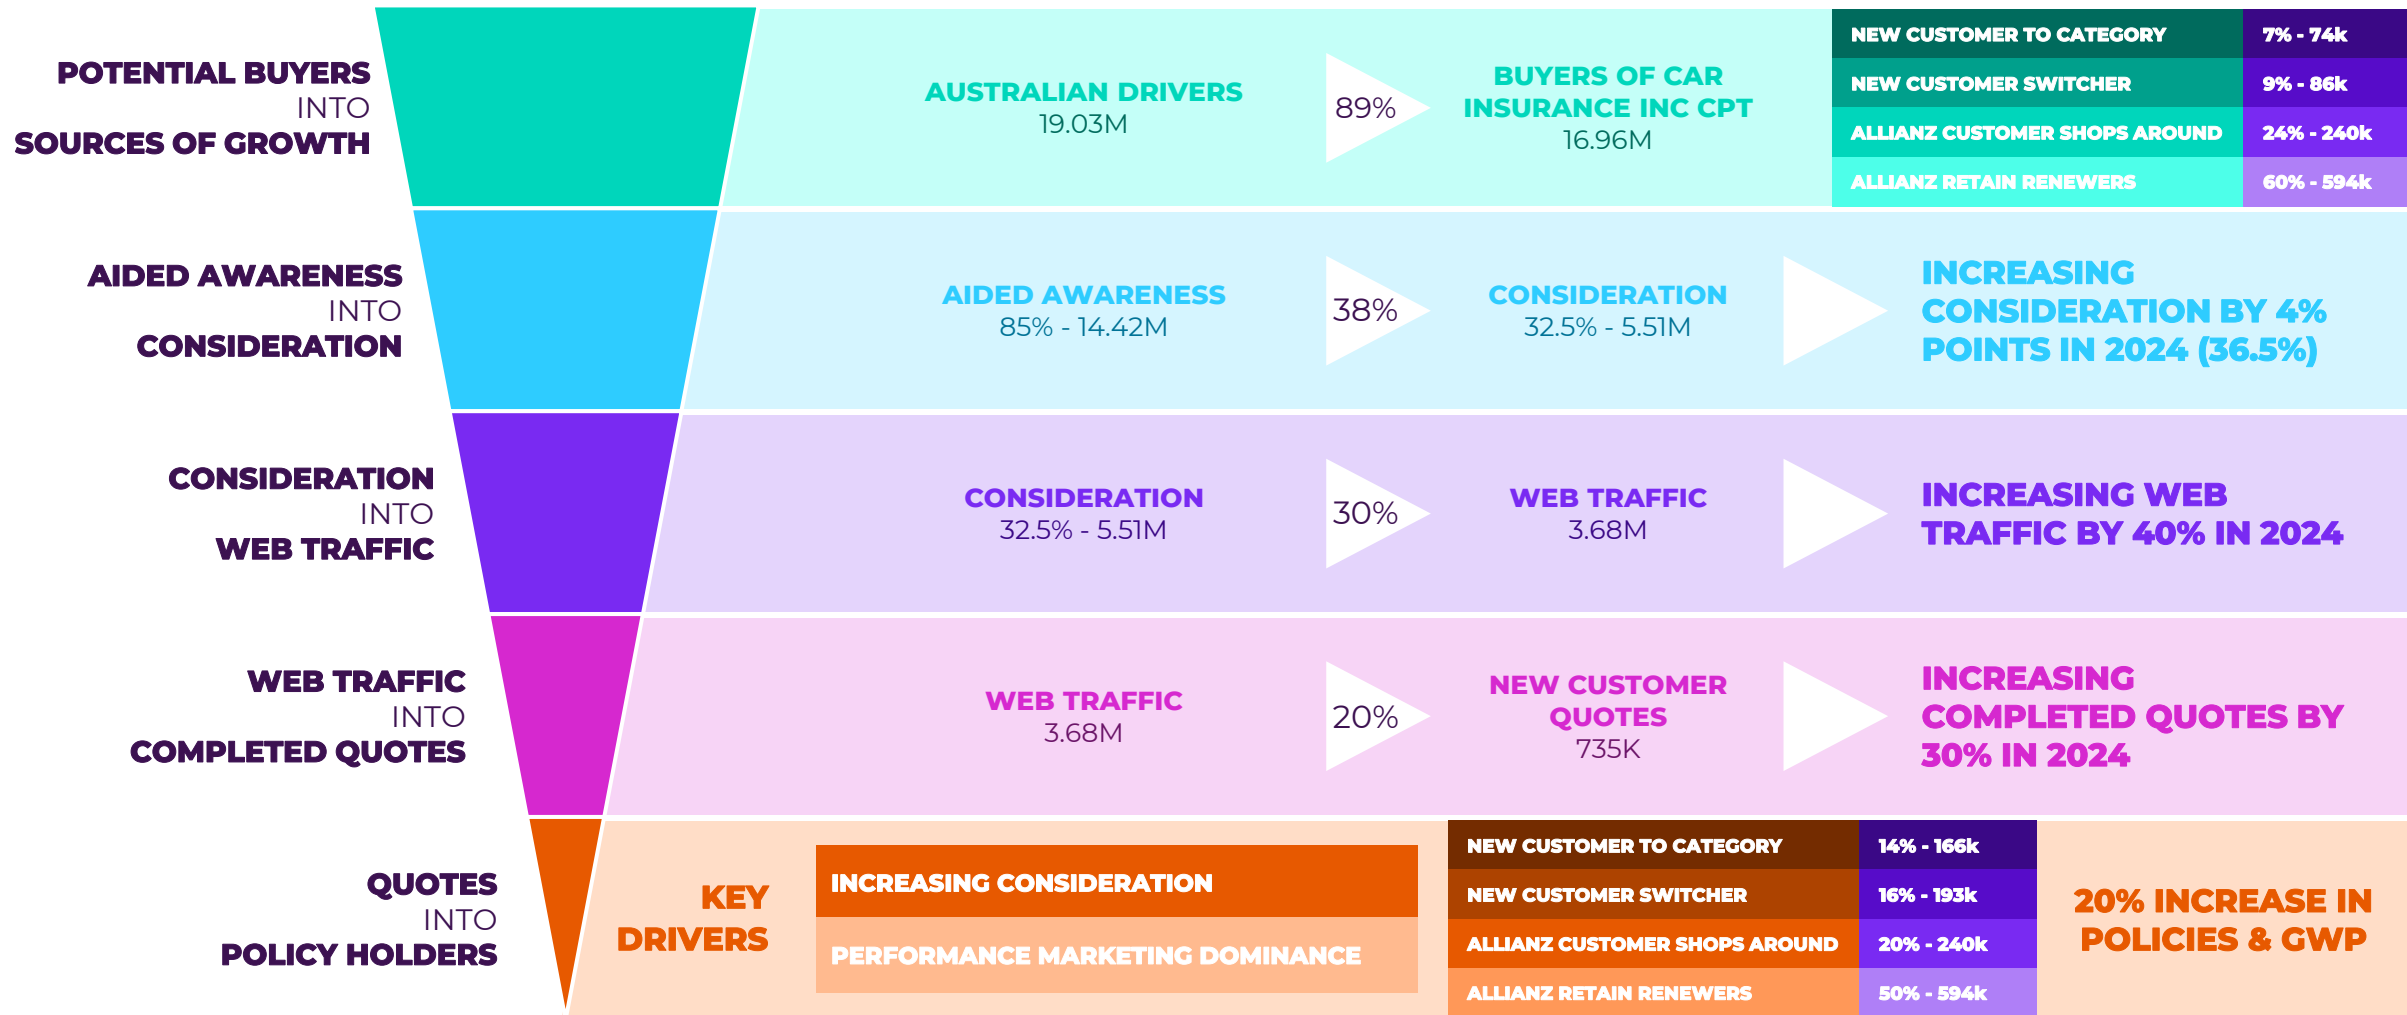 POTENTIAL BUYERS
INTO
SOURCES OF GROWTH
AUSTRALIAN DRIVERS
19.03M
89%
BUYERS OF CAR
INSURANCE INC CPT
16.96M
NEW CUSTOMER TO CATEGORY 7% - 74k
NEW CUSTOMER SWITCHER 9% - 86k
ALLIANZ CUSTOMER SHOPS AROUND 24% - 240k
ALLIANZ RETAIN RENEWERS 60% - 594k
AIDED AWARENESS
INTO
CONSIDERATION
AIDED AWARENESS
85% - 14.42M
38%
CONSIDERATION
32.5% - 5.51M
INCREASING
CONSIDERATION BY 4%
POINTS IN 2024 (36.5%)
CONSIDERATION
INTO
WEB TRAFFIC
CONSIDERATION
32.5% - 5.51M
30%
WEB TRAFFIC
3.68M
INCREASING WEB
TRAFFIC BY 40% IN 2024
WEB TRAFFIC
INTO
COMPLETED QUOTES
WEB TRAFFIC
3.68M
20%
NEW CUSTOMER
QUOTES
735K
INCREASING
COMPLETED QUOTES BY
30% IN 2024
QUOTES
INTO
POLICY HOLDERS
KEY
DRIVERS
INCREASING CONSIDERATION
PERFORMANCE MARKETING DOMINANCE
NEW CUSTOMER TO CATEGORY 14% - 166k
NEW CUSTOMER SWITCHER 16% - 193k
ALLIANZ CUSTOMER SHOPS AROUND 20% - 240k
ALLIANZ RETAIN RENEWERS 50% - 594k
20% INCREASE IN
POLICIES & GWP